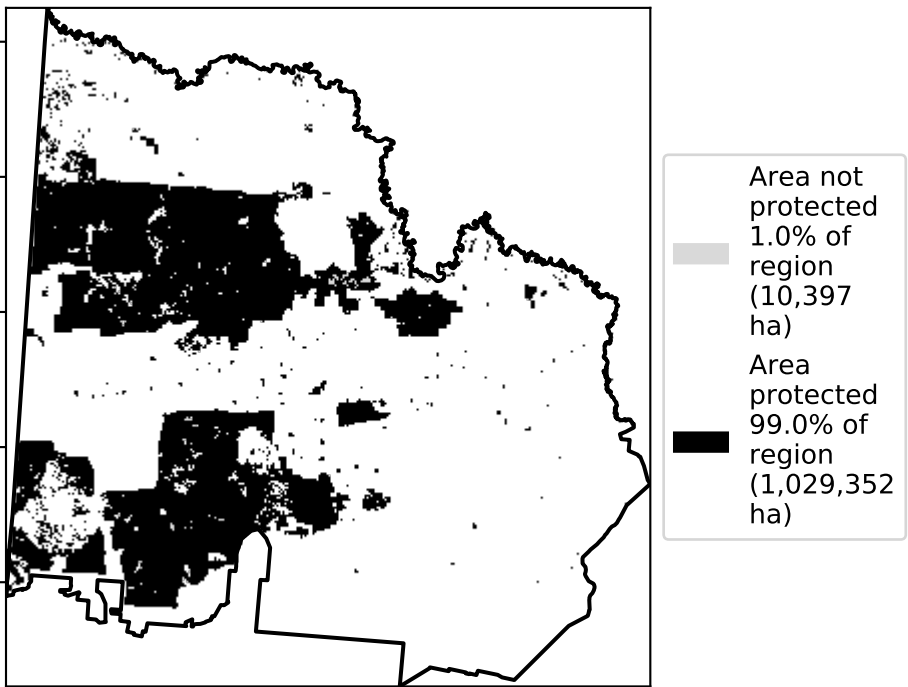 Area not
protected
1.0% of
region
(10,397
ha)
Area
protected
99.0% of
region
(1,029,352
ha)